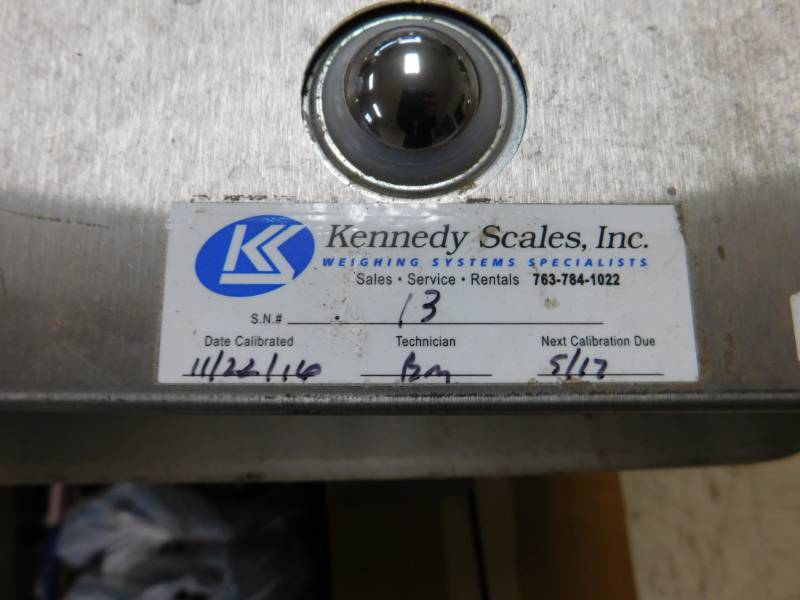 KS Kennedy Scales, Inc.
WEIGHING SYSTEMS SPECIALISTS
Sales • Service • Rentals 763-784-1022
S.N.# 13
Date Calibrated Technician Next Calibration Due
11/22/16 5/17